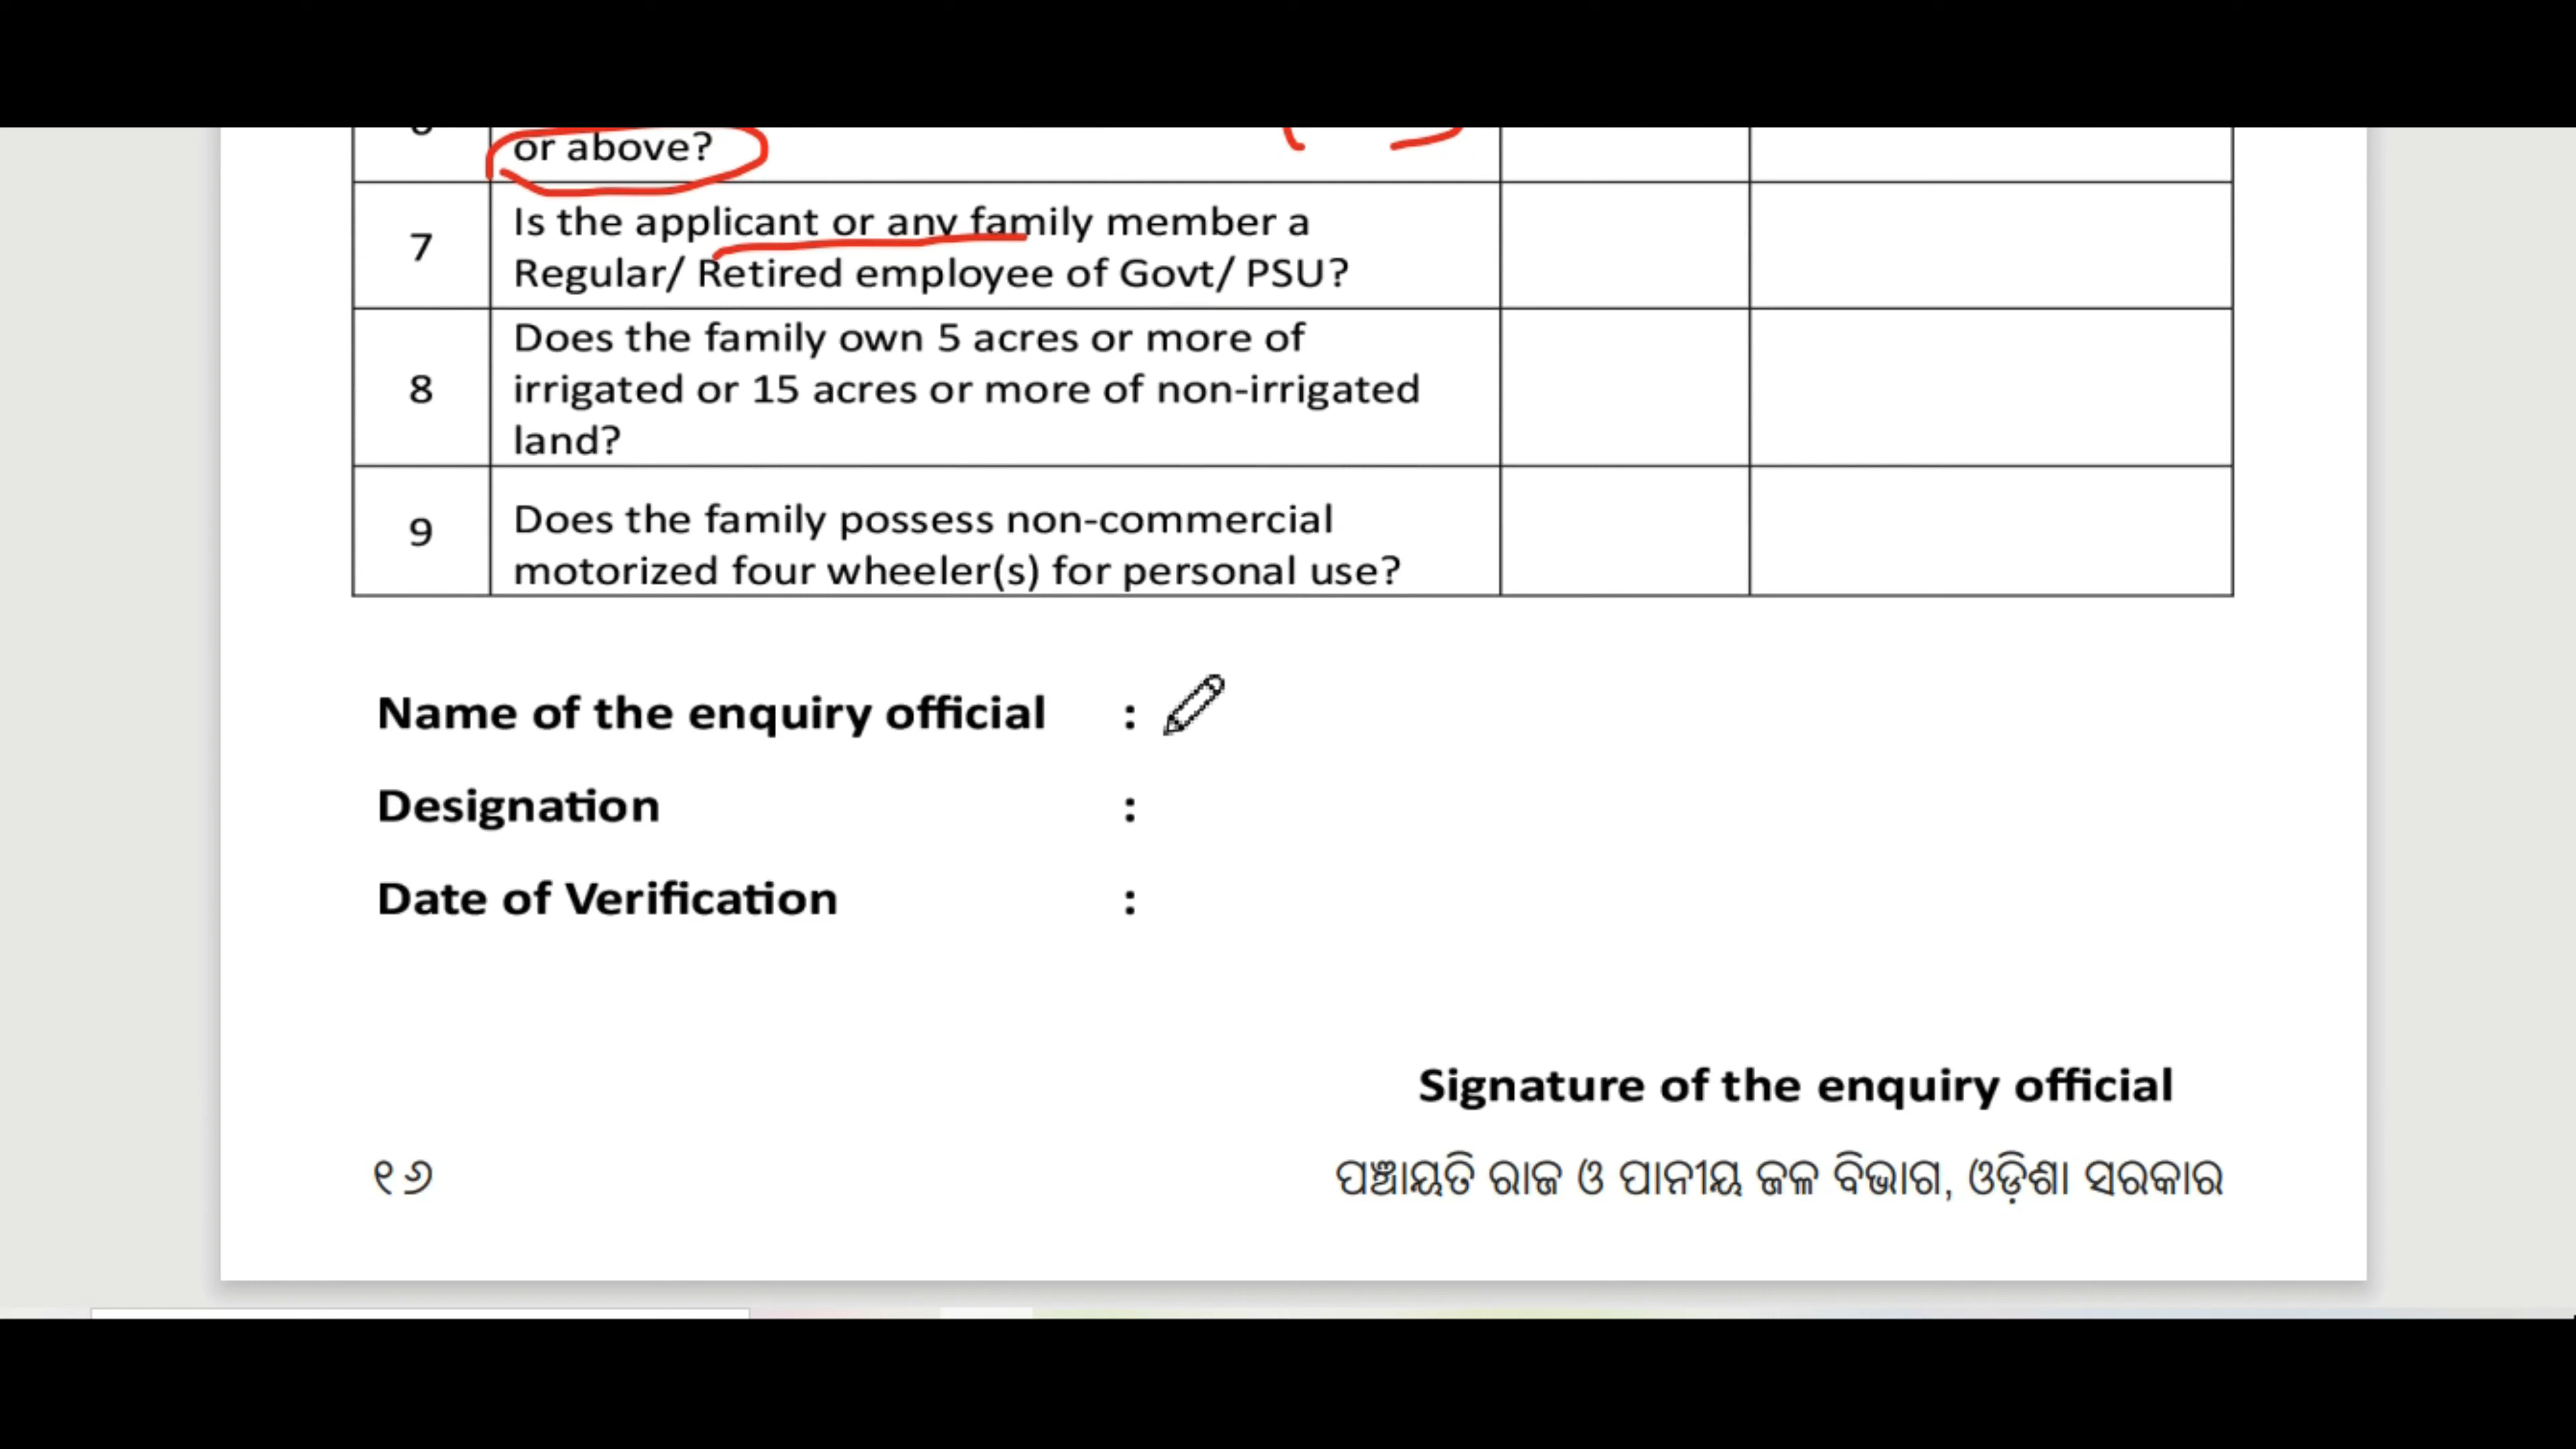 or above?
7
Is the applicant or any family member a
Regular/ Retired employee of Govt/ PSU?
8
Does the family own 5 acres or more of
irrigated or 15 acres or more of non-irrigated
land?
9
Does the family possess non-commercial
motorized four wheeler(s) for personal use?
Name of the enquiry official :
Designation :
Date of Verification :
Signature of the enquiry official
୧୬ ପଞ୍ଚାୟତି ରାଜ ଓ ପାନୀୟ ଜଳ ବିଭାଗ, ଓଡ଼ିଶା ସରକାର